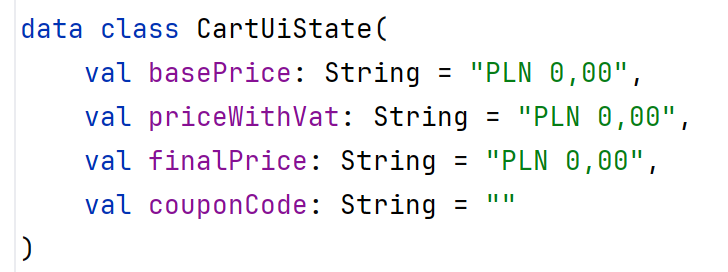 data class CartUiState(
    val basePrice: String = "PLN 0,00",
    val priceWithVat: String = "PLN 0,00",
    val finalPrice: String = "PLN 0,00",
    val couponCode: String = ""
)